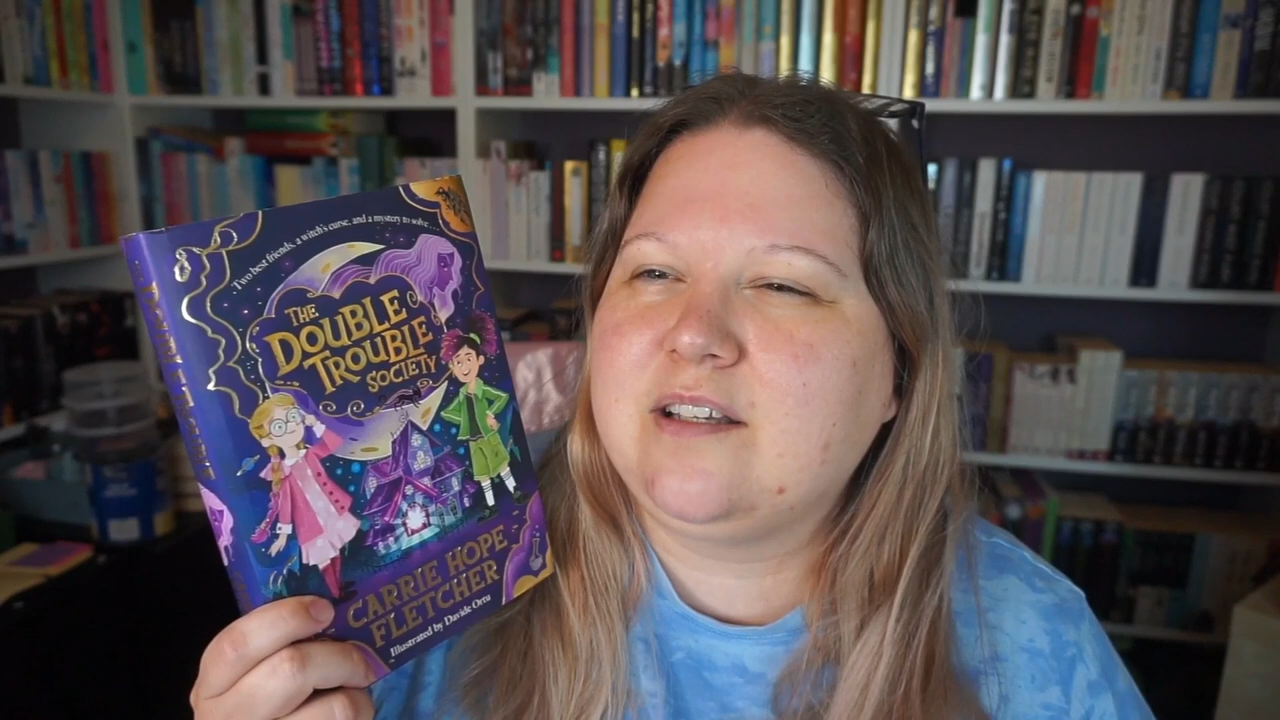 Two best friends, a witch's curse, and a mystery to solve...
THE
DOUBLE
TROUBLE
SOCIETY
CARRIE HOPE
FLETCHER
Illustrated by Davide Ortu